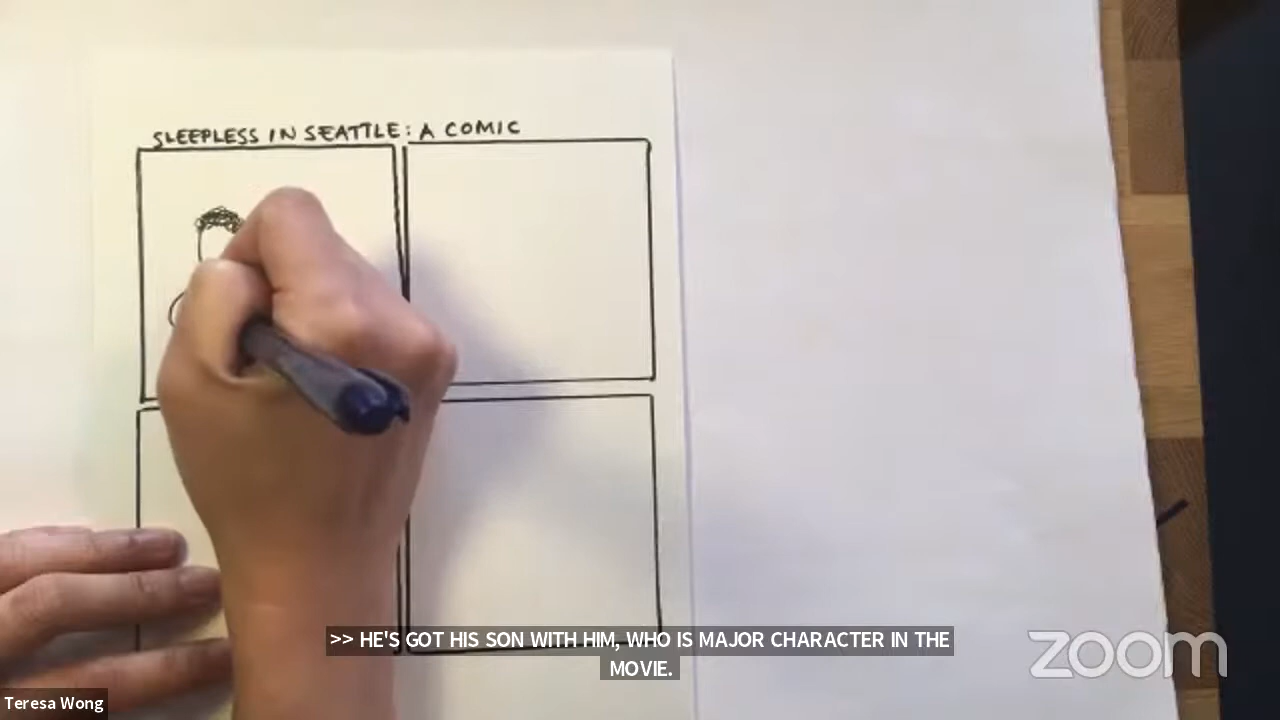 SLEEPLESS IN SEATTLE: A COMIC
>> HE'S GOT HIS SON WITH HIM, WHO IS MAJOR CHARACTER IN THE
MOVIE.
zoom
Teresa Wong